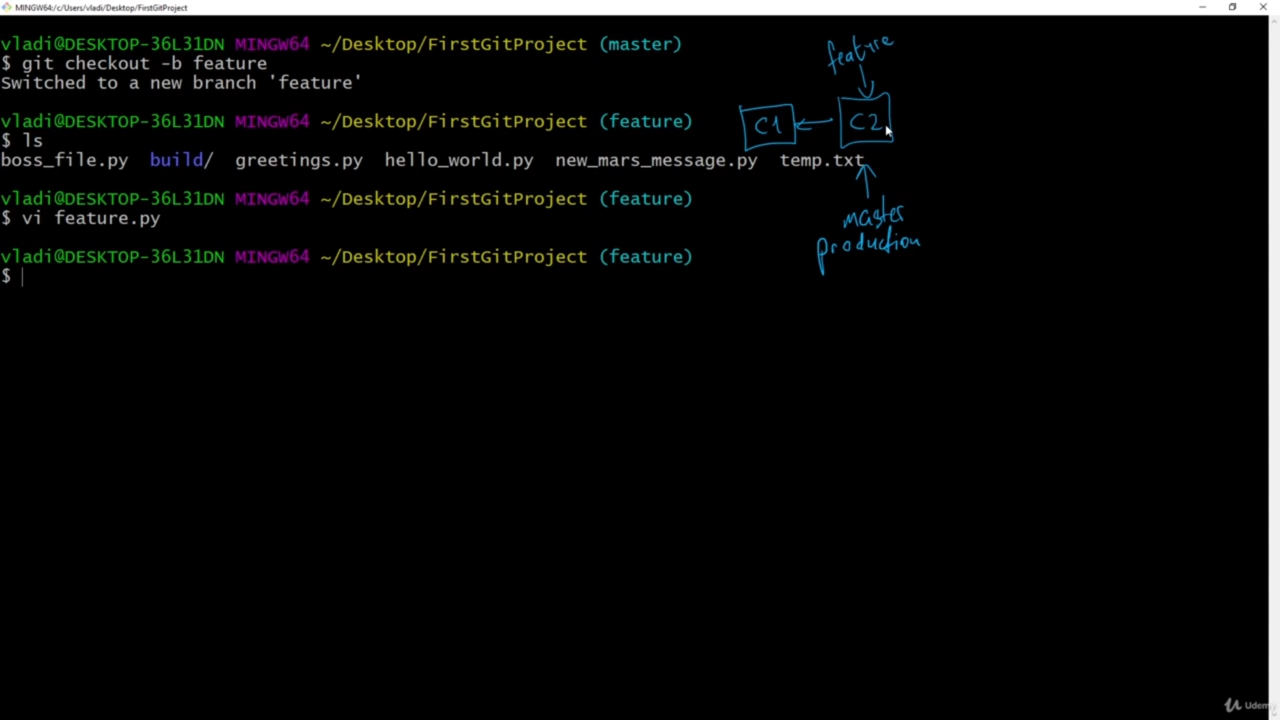 MINGW64:/c/Users/vladi/Desktop/FirstGitProject
vladi@DESKTOP-36L31DN MINGW64 ~/Desktop/FirstGitProject (master)
$ git checkout -b feature
Switched to a new branch 'feature'
vladi@DESKTOP-36L31DN MINGW64 ~/Desktop/FirstGitProject (feature)
$ ls
boss_file.py build/ greetings.py hello_world.py new_mars_message.py temp.txt
vladi@DESKTOP-36L31DN MINGW64 ~/Desktop/FirstGitProject (feature)
$ vi feature.py
vladi@DESKTOP-36L31DN MINGW64 ~/Desktop/FirstGitProject (feature)
$
feature
C1 C2
master
production
Udemy